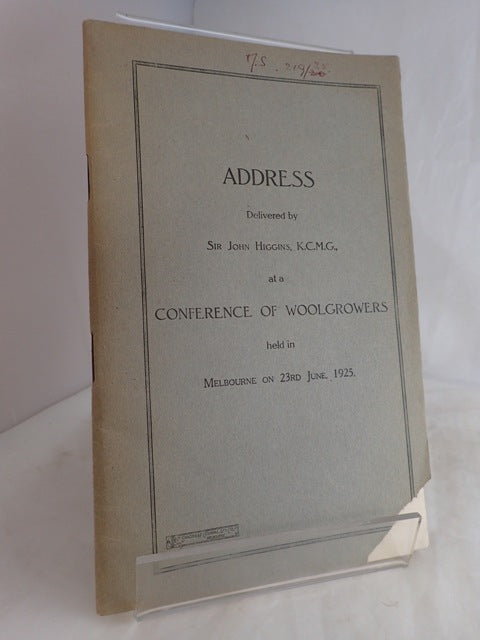 ADDRESS
Delivered by
SIR JOHN HIGGINS, K.C.M.G.,
at a
CONFERENCE OF WOOLGROWERS
held in
MELBOURNE ON 23RD JUNE, 1925.